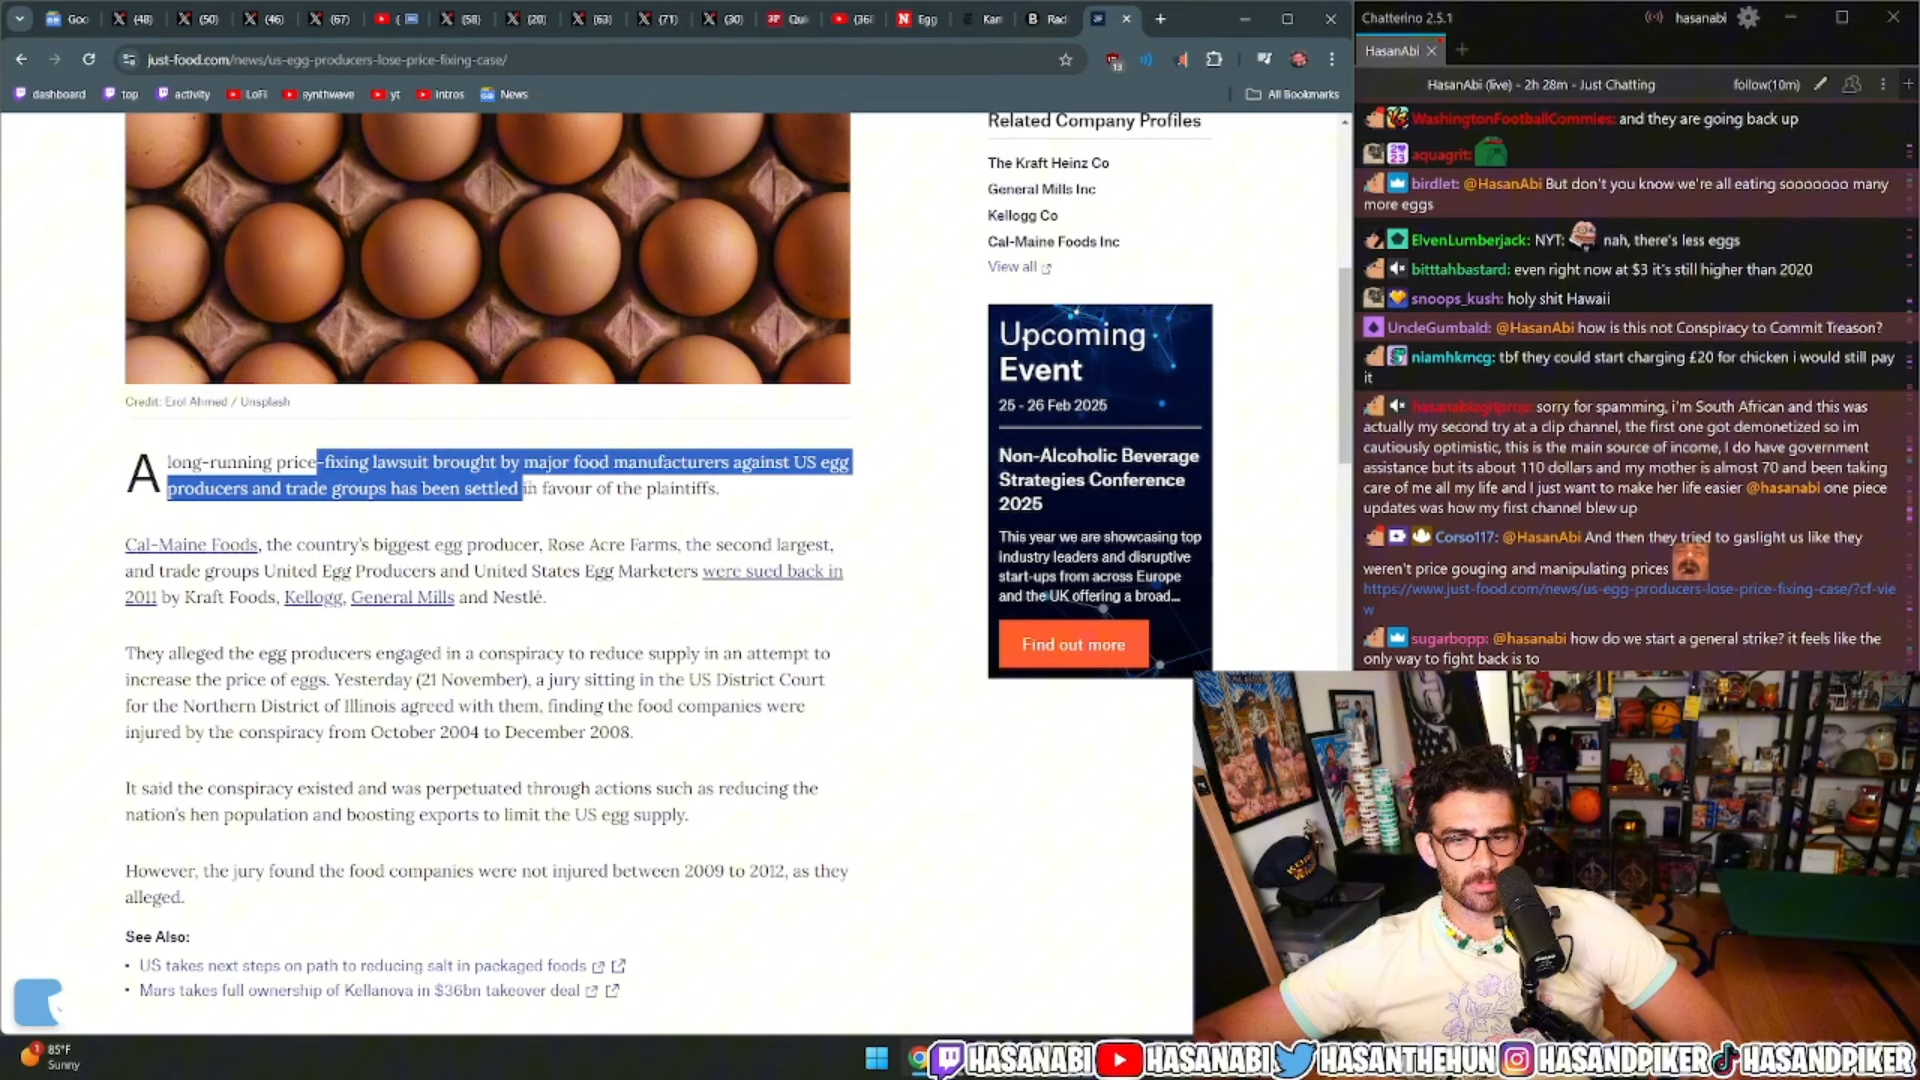 Goo
(48)
(50)
(46)
(67)
(
(58)
(20)
(63)
(71)
(30)
Qui
(36
Egg
Kan
Rad
just-food.com/news/us-egg-producers-lose-price-fixing-case/
13
dashboard
top
activity
LoFi
synthwave
yt
intros
News
All Bookmarks
Credit: Erol Ahmed / Unsplash
A long-running price-fixing lawsuit brought by major food manufacturers against US egg
producers and trade groups has been settled in favour of the plaintiffs.
Cal-Maine Foods, the country's biggest egg producer, Rose Acre Farms, the second largest,
and trade groups United Egg Producers and United States Egg Marketers were sued back in
2011 by Kraft Foods, Kellogg, General Mills and Nestlé.
They alleged the egg producers engaged in a conspiracy to reduce supply in an attempt to
increase the price of eggs. Yesterday (21 November), a jury sitting in the US District Court
for the Northern District of Illinois agreed with them, finding the food companies were
injured by the conspiracy from October 2004 to December 2008.
It said the conspiracy existed and was perpetuated through actions such as reducing the
nation's hen population and boosting exports to limit the US egg supply.
However, the jury found the food companies were not injured between 2009 to 2012, as they
alleged.
See Also:
US takes next steps on path to reducing salt in packaged foods
Mars takes full ownership of Kellanova in $36bn takeover deal
Related Company Profiles
The Kraft Heinz Co
General Mills Inc
Kellogg Co
Cal-Maine Foods Inc
View all
Upcoming
Event
25 - 26 Feb 2025
Non-Alcoholic Beverage
Strategies Conference
2025
This year we are showcasing top
industry leaders and disruptive
start-ups from across Europe
and the UK offering a broad...
Find out more
Chatterino 2.5.1
hasanabi
HasanAbi
HasanAbi (live) - 2h 28m - Just Chatting
follow(10m)
WashingtonFootballCommies: and they are going back up
aquagrit:
birdlet: @HasanAbi But don't you know we're all eating sooooooo many
more eggs
ElvenLumberjack: NYT: nah, there's less eggs
bitttahbastard: even right now at $3 it's still higher than 2020
snoops_kush: holy shit Hawaii
UncleGumbald: @HasanAbi how is this not Conspiracy to Commit Treason?
niamhkmcg: tbf they could start charging £20 for chicken i would still pay
it
hasanabiagitprop: sorry for spamming, i'm South African and this was
actually my second try at a clip channel, the first one got demonetized so im
cautiously optimistic, this is the main source of income, I do have government
assistance but its about 110 dollars and my mother is almost 70 and been taking
care of me all my life and I just want to make her life easier @hasanabi one piece
updates was how my first channel blew up
Corso117: @HasanAbi And then they tried to gaslight us like they
weren't price gouging and manipulating prices
https://www.just-food.com/news/us-egg-producers-lose-price-fixing-case/?cf-vie
w
sugarbopp: @hasanabi how do we start a general strike? it feels like the
only way to fight back is to
1
85°F
Sunny
HASANABI
HASANABI
HASANTHEHUN
HASANDPIKER
HASANDPIKER